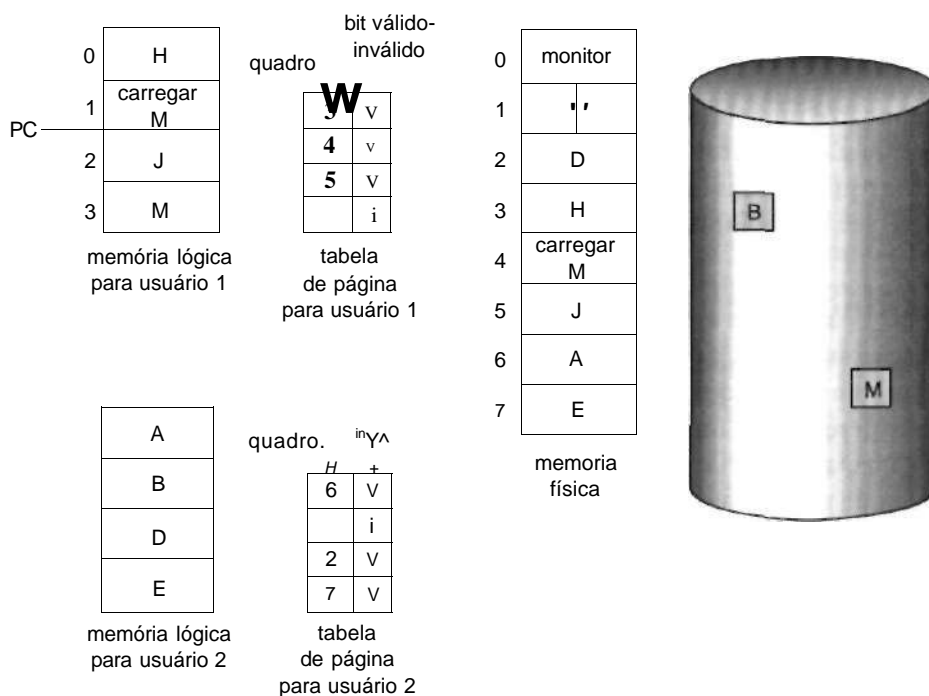 bit válido-
inválido
quadro
0 H
1 carregar
M
PC
2 J
3 M
memória lógica
para usuário 1
v
4 v
5 V
i
tabela
de página
para usuário 1
0 monitor
1
2 D
3 H
4 carregar
M
5 J
6 A
7 E
memoria
física
B
M
A
B
D
E
memória lógica
para usuário 2
quadro.
H +
6 V
i
2 V
7 V
tabela
de página
para usuário 2